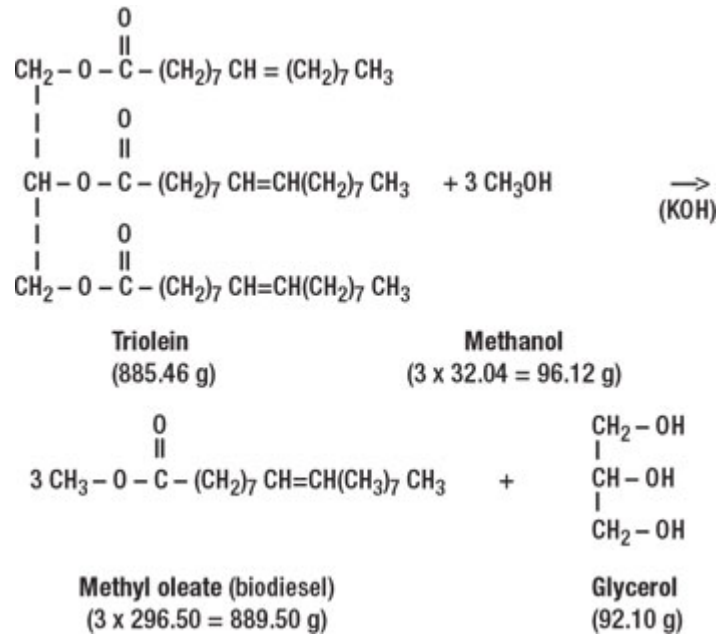 O
||
CH₂ – O – C – (CH₂)₇ CH = (CH₂)₇ CH₃
O
||
CH – O – C – (CH₂)₇ CH=CH(CH₂)₇ CH₃ + 3 CH₃OH ⟶
(KOH)
O
||
CH₂ – O – C – (CH₂)₇ CH=CH(CH₂)₇ CH₃
Triolein Methanol
(885.46 g) (3 x 32.04 = 96.12 g)
O
||
3 CH₃ – O – C – (CH₂)₇ CH=CH(CH₃)₇ CH₃ +
CH₂ – OH
CH – OH
CH₂ – OH
Methyl oleate (biodiesel) Glycerol
(3 x 296.50 = 889.50 g) (92.10 g)